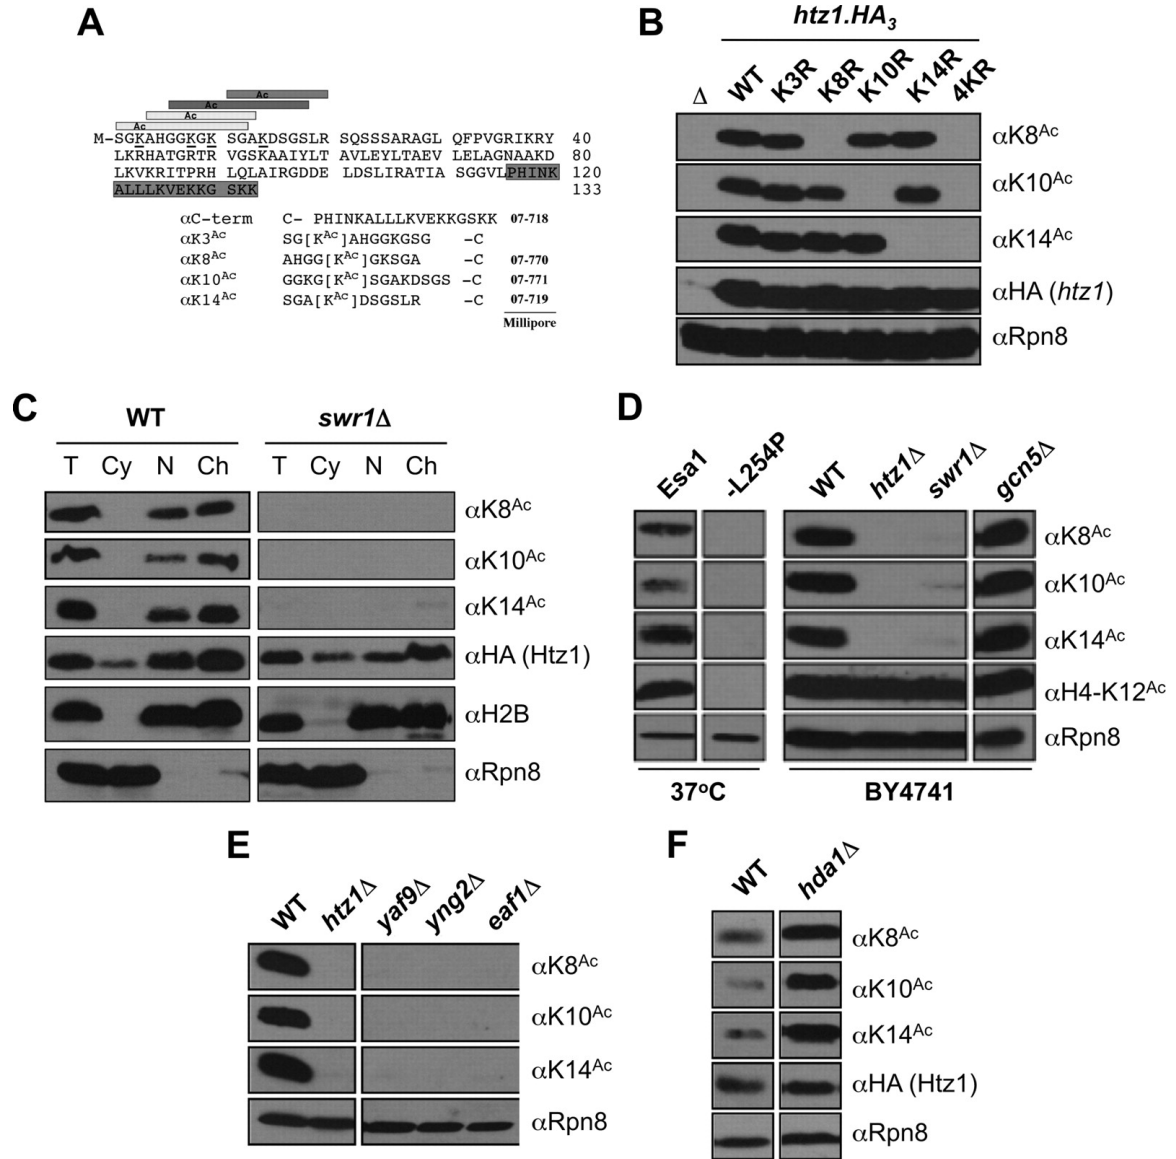 A
Ac
Ac
Ac
Ac
M-SGKAHGGKGK SGAKDSGSLR SQSSSARAGL QFPVGRIKRY 40
LKRHATGRTR VGSKAAIYLT AVLEYLTAEV LELAGNAAKD 80
LKVKRITPRH LQLAIRGDDE LDSLIRATIA SGGVLPHINK 120
ALLLKVEKKG SKK 133
αC-term C- PHINKALLLKVEKKGSKK 07-718
αK3Ac SG[KAc]AHGGKGSG -C
αK8Ac AHGG[KAc]GKSGA -C 07-770
αK10Ac GGKG[KAc]SGAKDSGS -C 07-771
αK14Ac SGA[KAc]DSGSLR -C 07-719
Millipore
B
htz1.HA3
Δ WT K3R K8R K10R K14R 4KR
αK8Ac
αK10Ac
αK14Ac
αHA (htz1)
αRpn8
C
WT swr1Δ
T Cy N Ch T Cy N Ch
αK8Ac
αK10Ac
αK14Ac
αHA (Htz1)
αH2B
αRpn8
D
Esa1 -L254P WT htz1Δ swr1Δ gcn5Δ
αK8Ac
αK10Ac
αK14Ac
αH4-K12Ac
αRpn8
37ºC BY4741
E
WT htz1Δ yaf9Δ yng2Δ eaf1Δ
αK8Ac
αK10Ac
αK14Ac
αRpn8
F
WT hda1Δ
αK8Ac
αK10Ac
αK14Ac
αHA (Htz1)
αRpn8